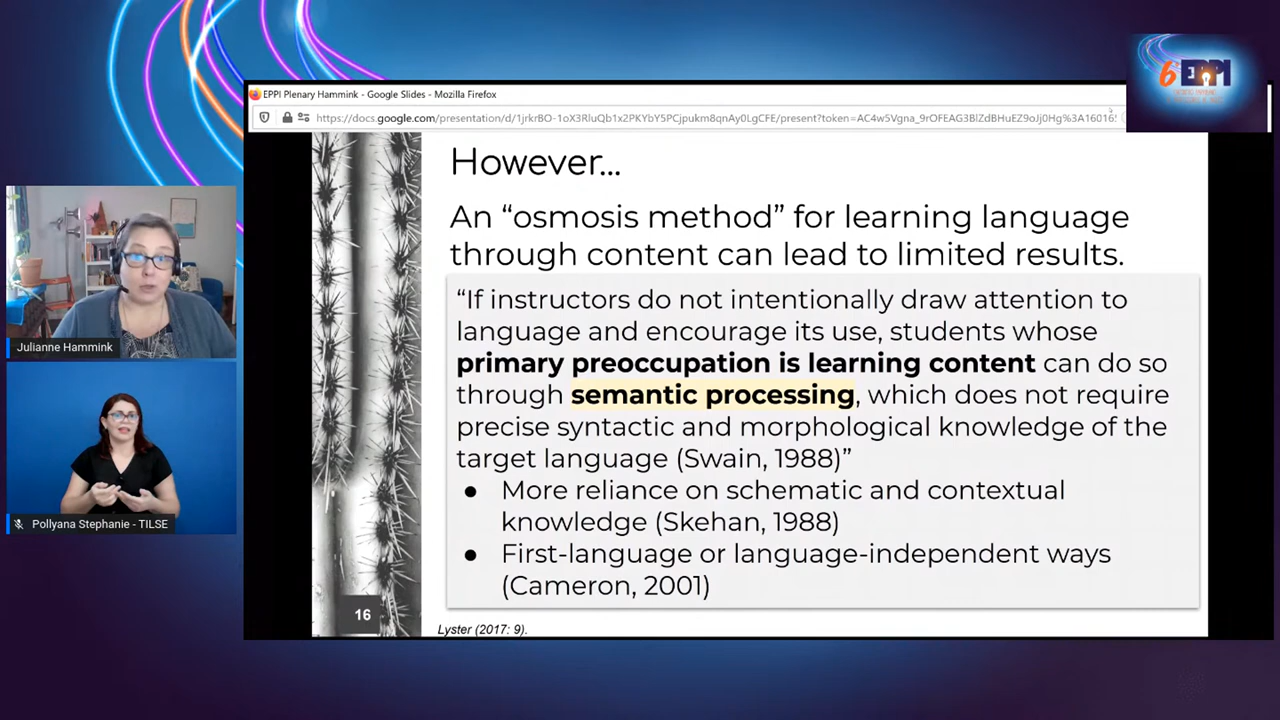 EPPI Plenary Hammink - Google Slides - Mozilla Firefox
6 EPPI
However...
An “osmosis method” for learning language
through content can lead to limited results.
“If instructors do not intentionally draw attention to
language and encourage its use, students whose
primary preoccupation is learning content can do so
through semantic processing, which does not require
precise syntactic and morphological knowledge of the
target language (Swain, 1988)”
● More reliance on schematic and contextual
knowledge (Skehan, 1988)
● First-language or language-independent ways
(Cameron, 2001)
16
Lyster (2017: 9).
Julianne Hammink
Pollyana Stephanie - TILSE